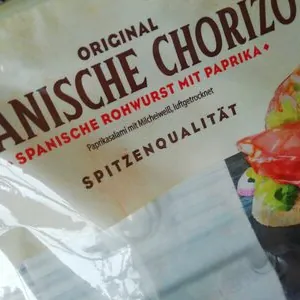 ORIGINAL
ANISCHE CHORIZO
SPANISCHE ROHWURST MIT PAPRIKA
Paprikasalami mit Milcheiweiß, luftgetrocknet
SPITZENQUALITÄT